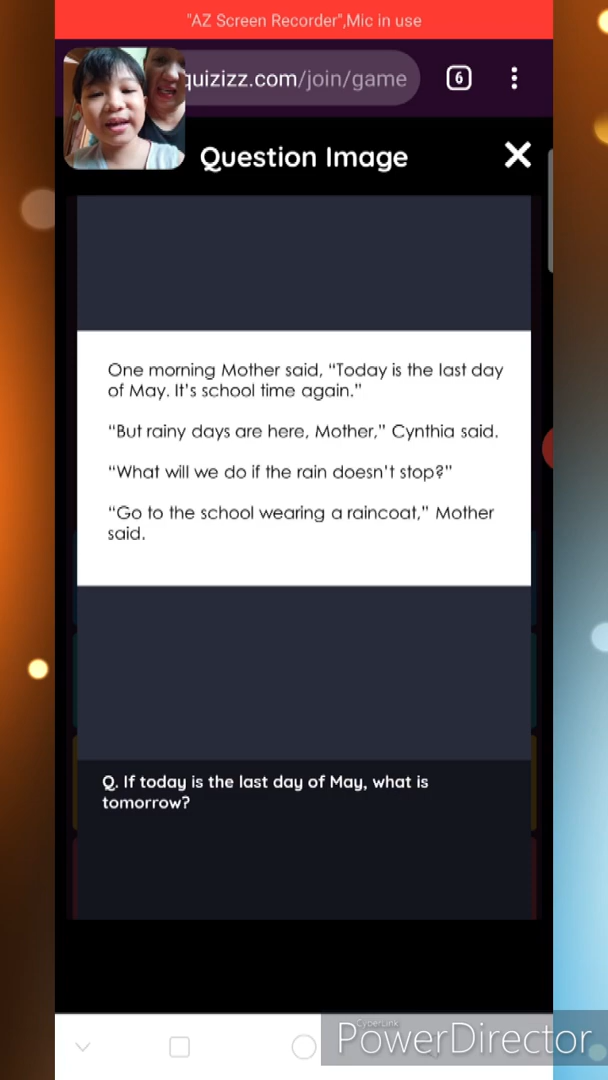 "AZ Screen Recorder",Mic in use
quizizz.com/join/game
6
Question Image
One morning Mother said, “Today is the last day
of May. It’s school time again.”
“But rainy days are here, Mother,” Cynthia said.
“What will we do if the rain doesn’t stop?”
“Go to the school wearing a raincoat,” Mother
said.
Q. If today is the last day of May, what is
tomorrow?
CyberLink
PowerDirector